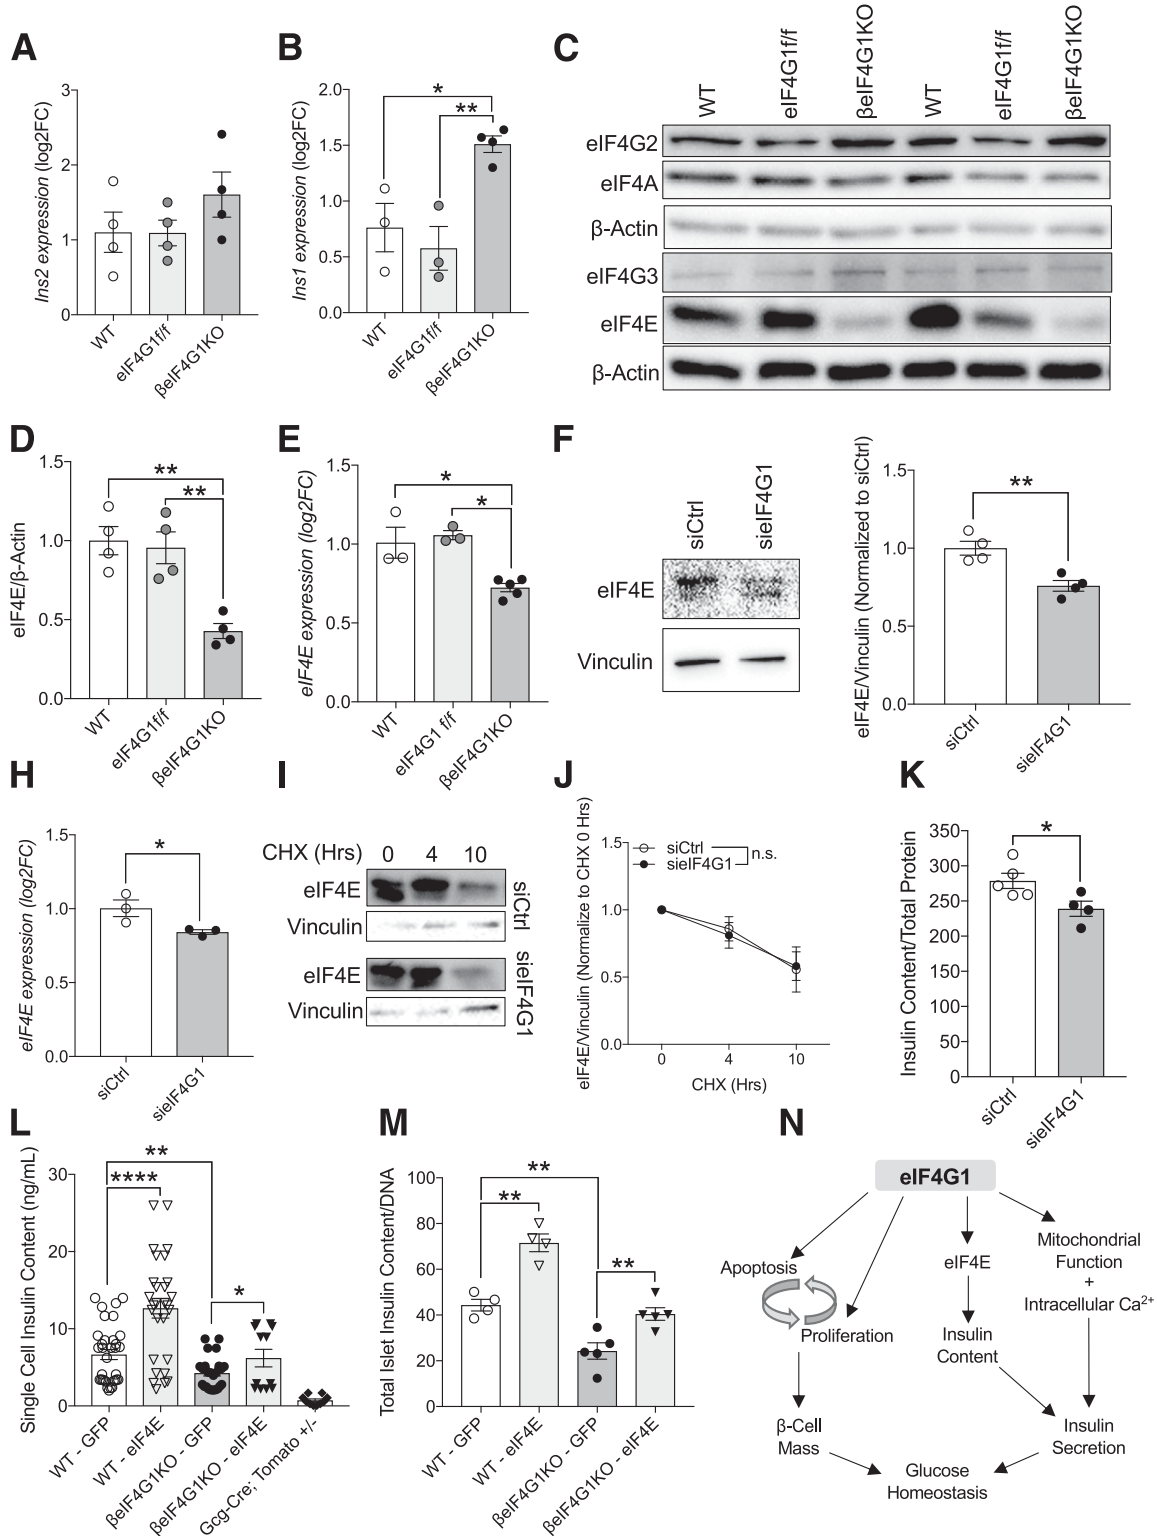 A
Ins2 expression (log2FC)
3
2
1
0
WT
eIF4G1f/f
βeIF4G1KO
B
Ins1 expression (log2FC)
2.0
1.5
1.0
0.5
0.0
*
**
WT
eIF4G1f/f
βeIF4G1KO
C
WT
eIF4G1f/f
βeIF4G1KO
WT
eIF4G1f/f
βeIF4G1KO
eIF4G2
eIF4A
β-Actin
eIF4G3
eIF4E
β-Actin
D
eIF4E/β-Actin
1.5
1.0
0.5
0.0
**
**
WT
eIF4G1f/f
βeIF4G1KO
E
eIF4E expression (log2FC)
1.5
1.0
0.5
0.0
*
*
WT
eIF4G1 f/f
βeIF4G1KO
F
siCtrl
sieIF4G1
eIF4E
Vinculin
eIF4E/Vinculin (Normalized to siCtrl)
1.5
1.0
0.5
0.0
**
siCtrl
sieIF4G1
H
eIF4E expression (log2FC)
1.5
1.0
0.5
0.0
*
siCtrl
sieIF4G1
I
CHX (Hrs) 0 4 10
eIF4E
Vinculin
siCtrl
eIF4E
Vinculin
sieIF4G1
J
eIF4E/Vinculin (Normalize to CHX 0 Hrs)
1.5
1.0
0.5
0.0
siCtrl
sieIF4G1
n.s.
0 4 10
CHX (Hrs)
K
Insulin Content/Total Protein
350
300
250
200
150
100
50
0
*
siCtrl
sieIF4G1
L
Single Cell Insulin Content (ng/mL)
30
20
10
0
**
****
*
WT - GFP
WT - eIF4E
βeIF4G1KO - GFP
βeIF4G1KO - eIF4E
Gcg-Cre; Tomato +/-
M
Total Islet Insulin Content/DNA
100
80
60
40
20
0
**
**
**
WT - GFP
WT - eIF4E
βeIF4G1KO - GFP
βeIF4G1KO - eIF4E
N
eIF4G1
Apoptosis
Proliferation
eIF4E
Mitochondrial
Function
+
Intracellular Ca2+
Insulin
Content
β-Cell
Mass
Insulin
Secretion
Glucose
Homeostasis